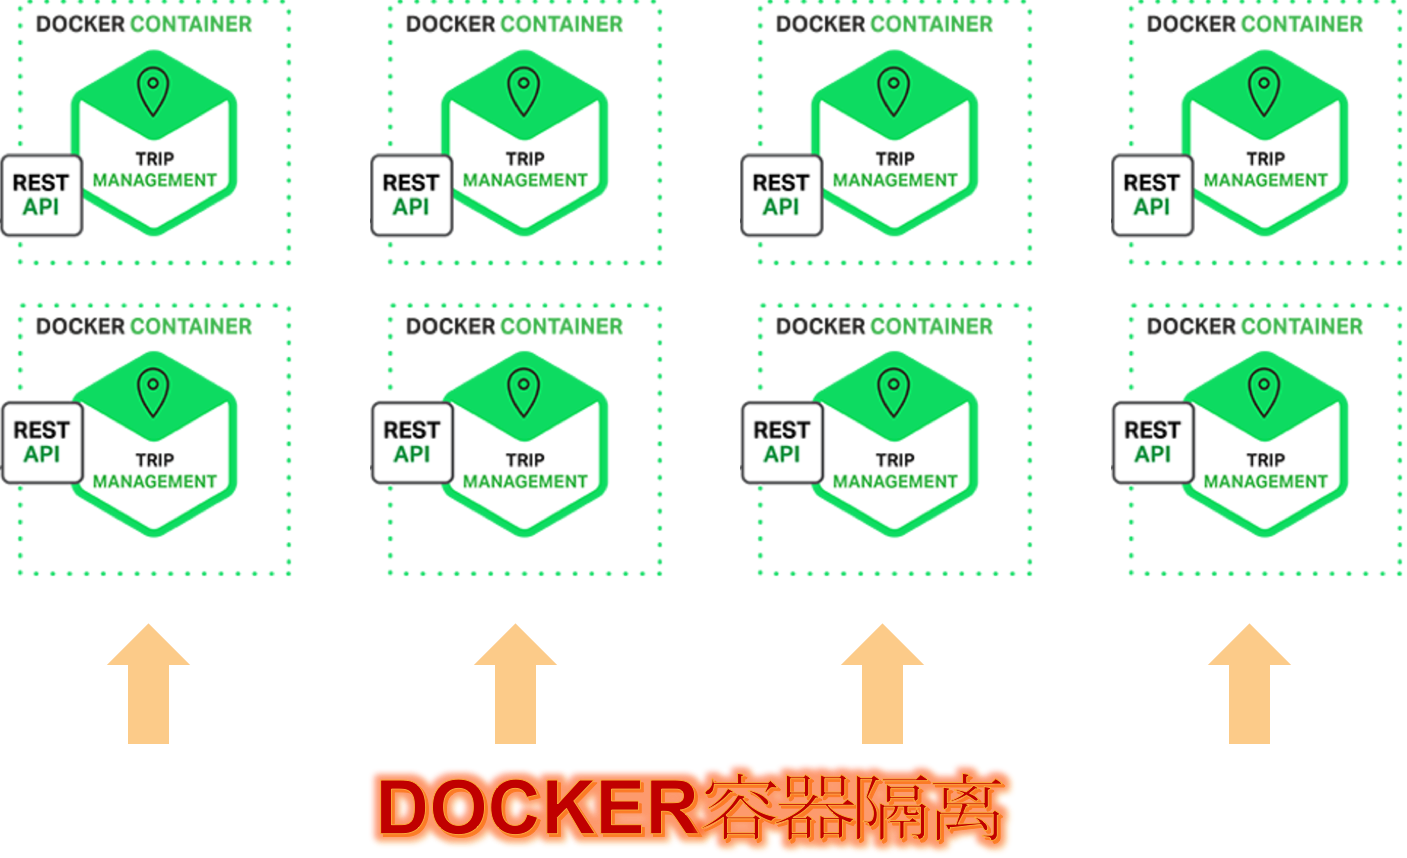 DOCKER CONTAINER DOCKER CONTAINER DOCKER CONTAINER DOCKER CONTAINER
TRIP TRIP TRIP TRIP
MANAGEMENT MANAGEMENT MANAGEMENT MANAGEMENT
REST REST REST REST
API API API API
DOCKER CONTAINER DOCKER CONTAINER DOCKER CONTAINER DOCKER CONTAINER
REST REST REST REST
API API API API
TRIP TRIP TRIP TRIP
MANAGEMENT MANAGEMENT MANAGEMENT MANAGEMENT
DOCKER容器隔离